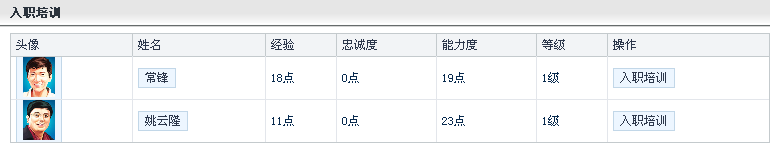 入职培训
头像 姓名 经验 忠诚度 能力度 等级 操作
常锋 18点 0点 19点 1级 入职培训
姚云隆 11点 0点 23点 1级 入职培训